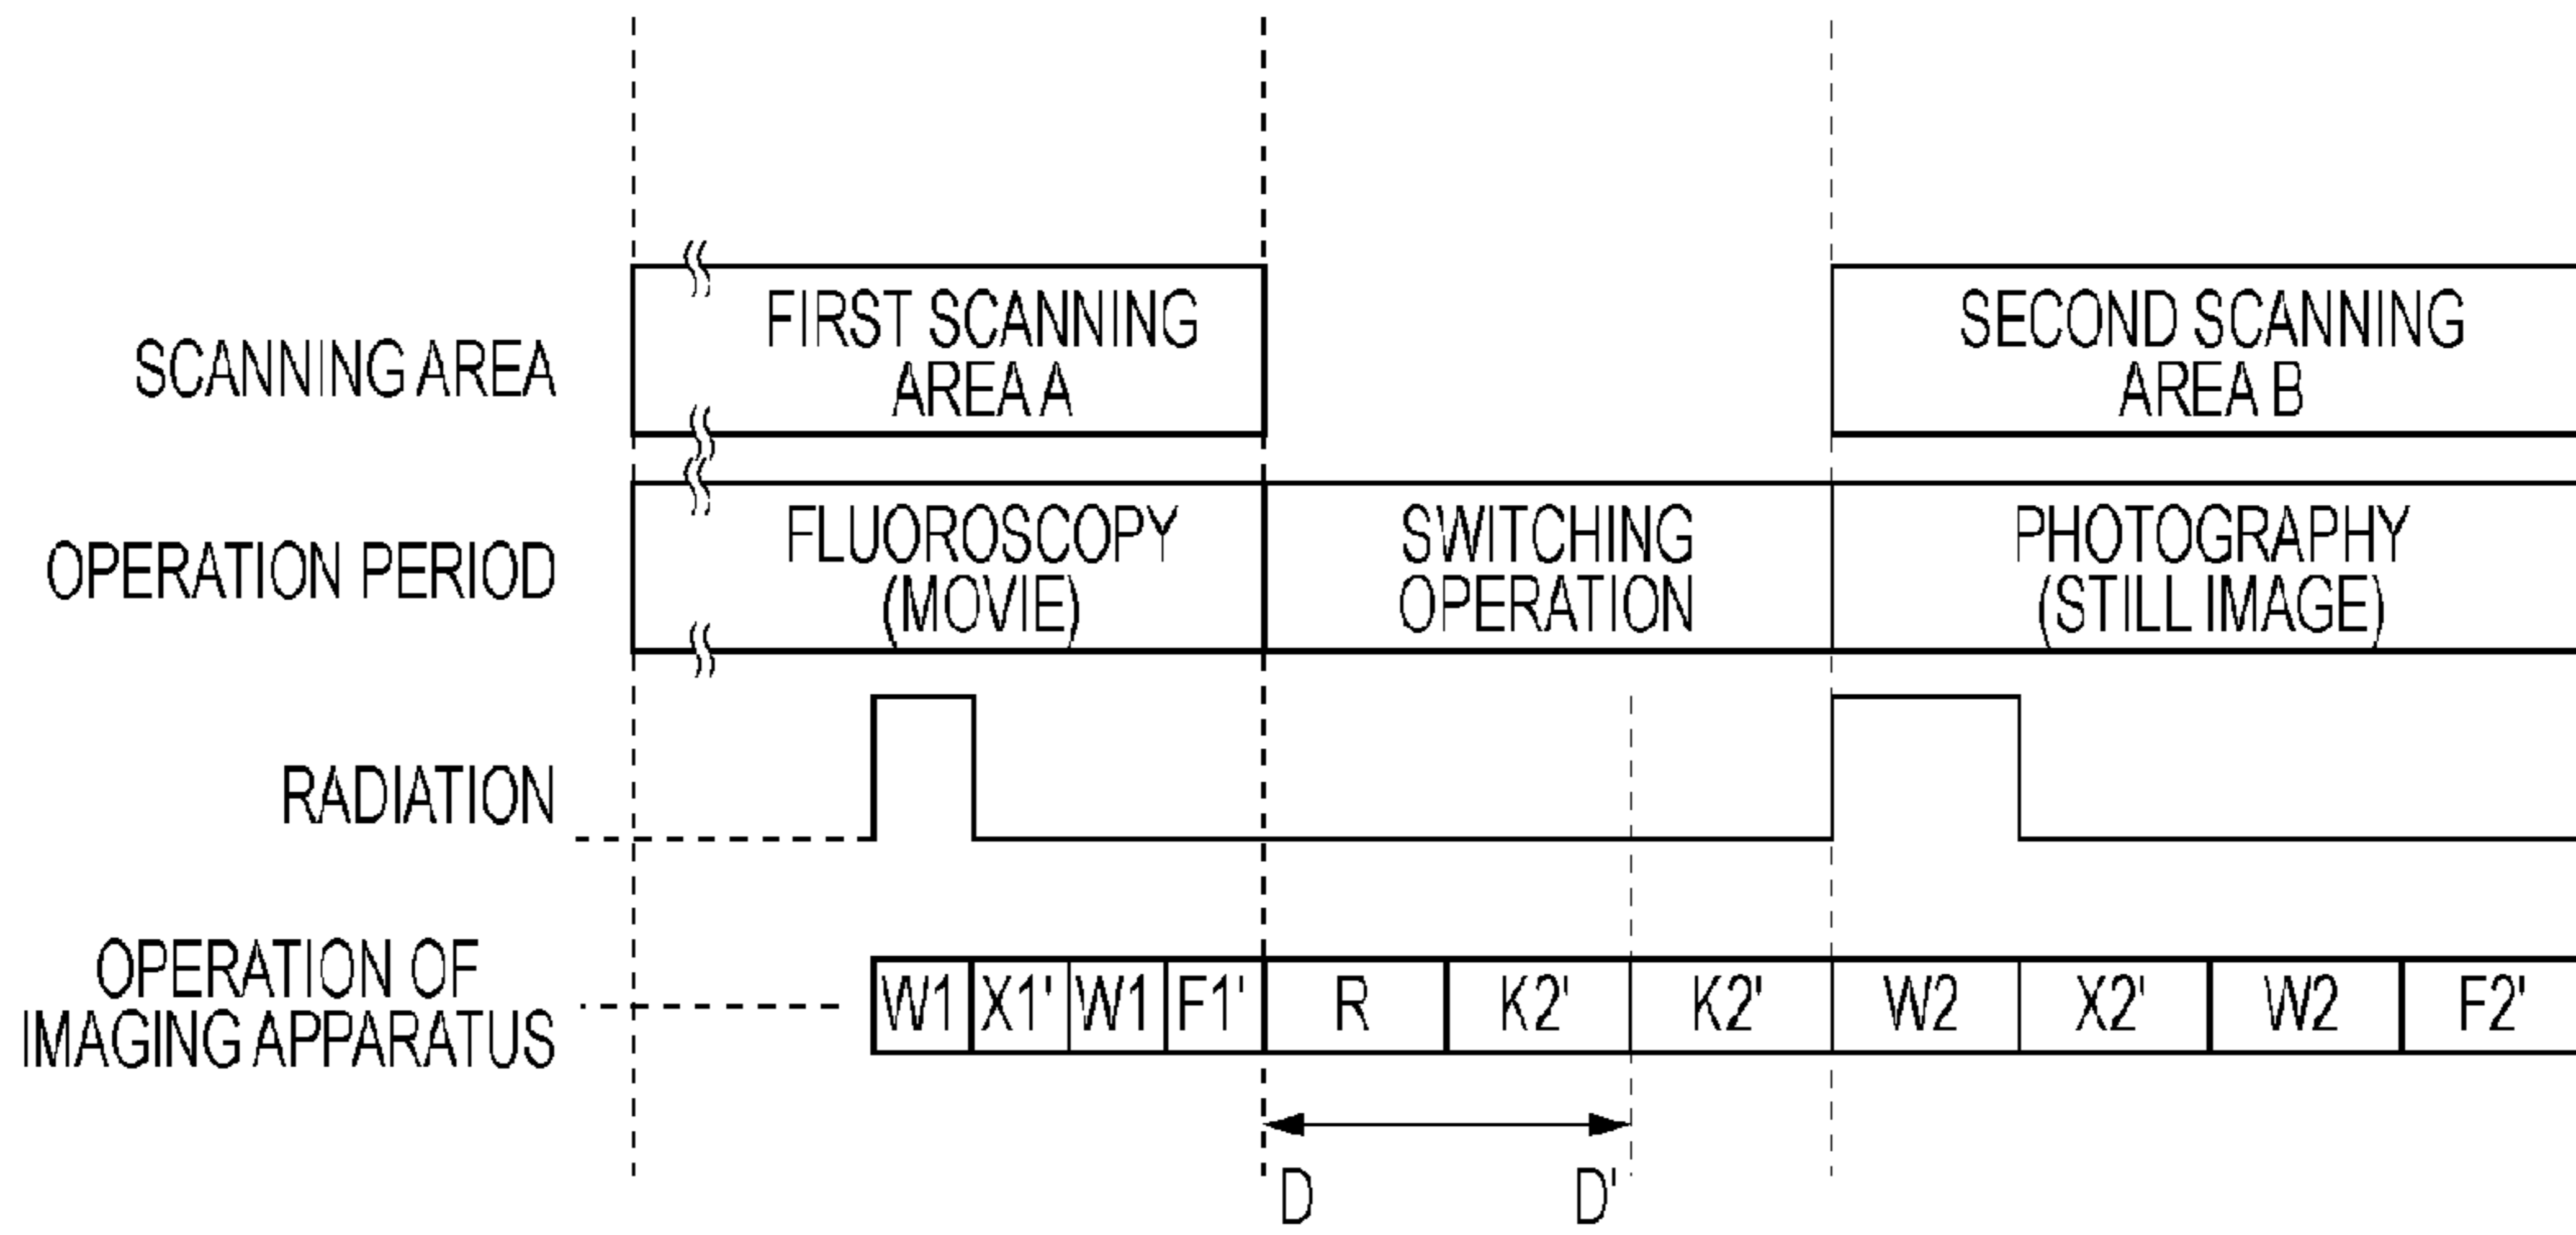 SCANNING AREA
FIRST SCANNING
AREA A
SECOND SCANNING
AREA B
OPERATION PERIOD
FLUOROSCOPY
(MOVIE)
SWITCHING
OPERATION
PHOTOGRAPHY
(STILL IMAGE)
RADIATION
OPERATION OF
IMAGING APPARATUS
W1 X1' W1 F1' R K2' K2' W2 X2' W2 F2'
D D'